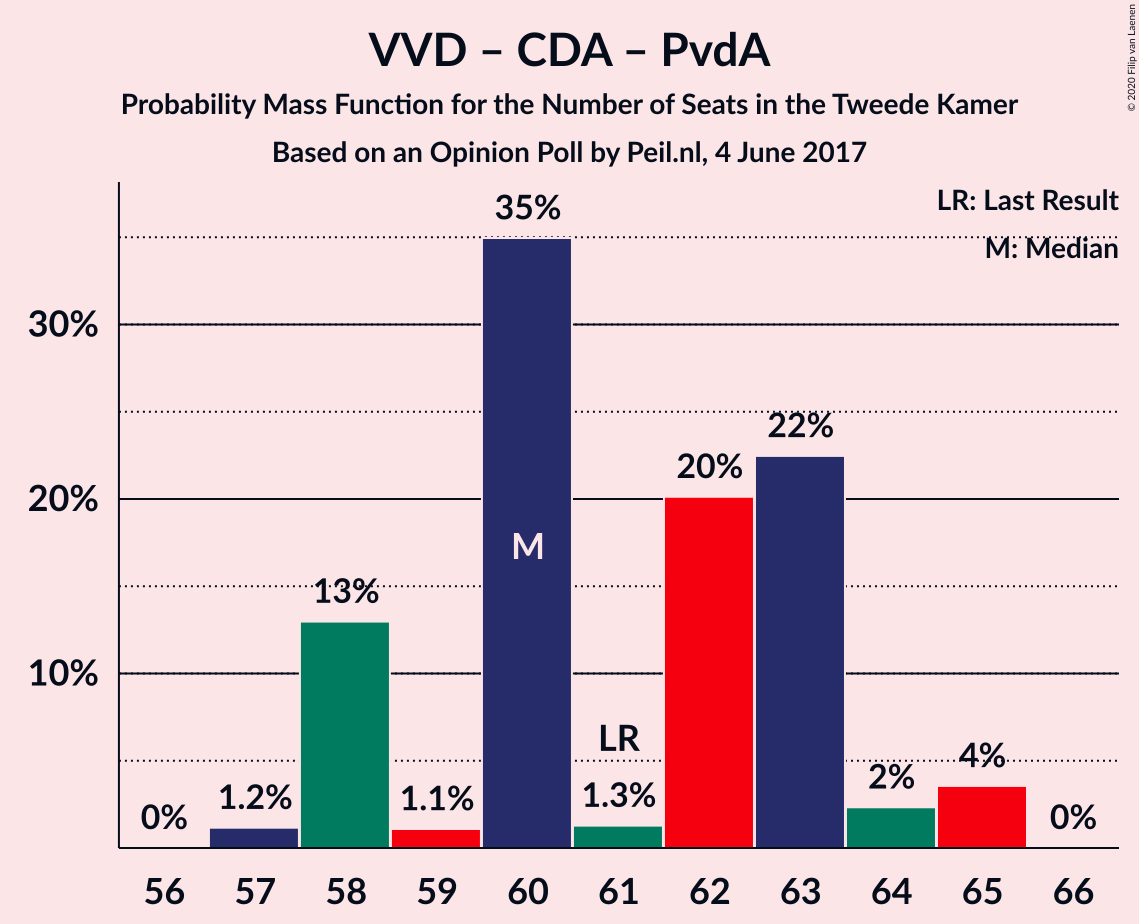 VVD – CDA – PvdA
Probability Mass Function for the Number of Seats in the Tweede Kamer
Based on an Opinion Poll by Peil.nl, 4 June 2017
© 2020 Filip van Laenen
LR: Last Result
M: Median
35%
30%
22%
20%
20%
M
13%
10%
LR
4%
2%
1.2%
1.1%
1.3%
0%
0%
56 57 58 59 60 61 62 63 64 65 66